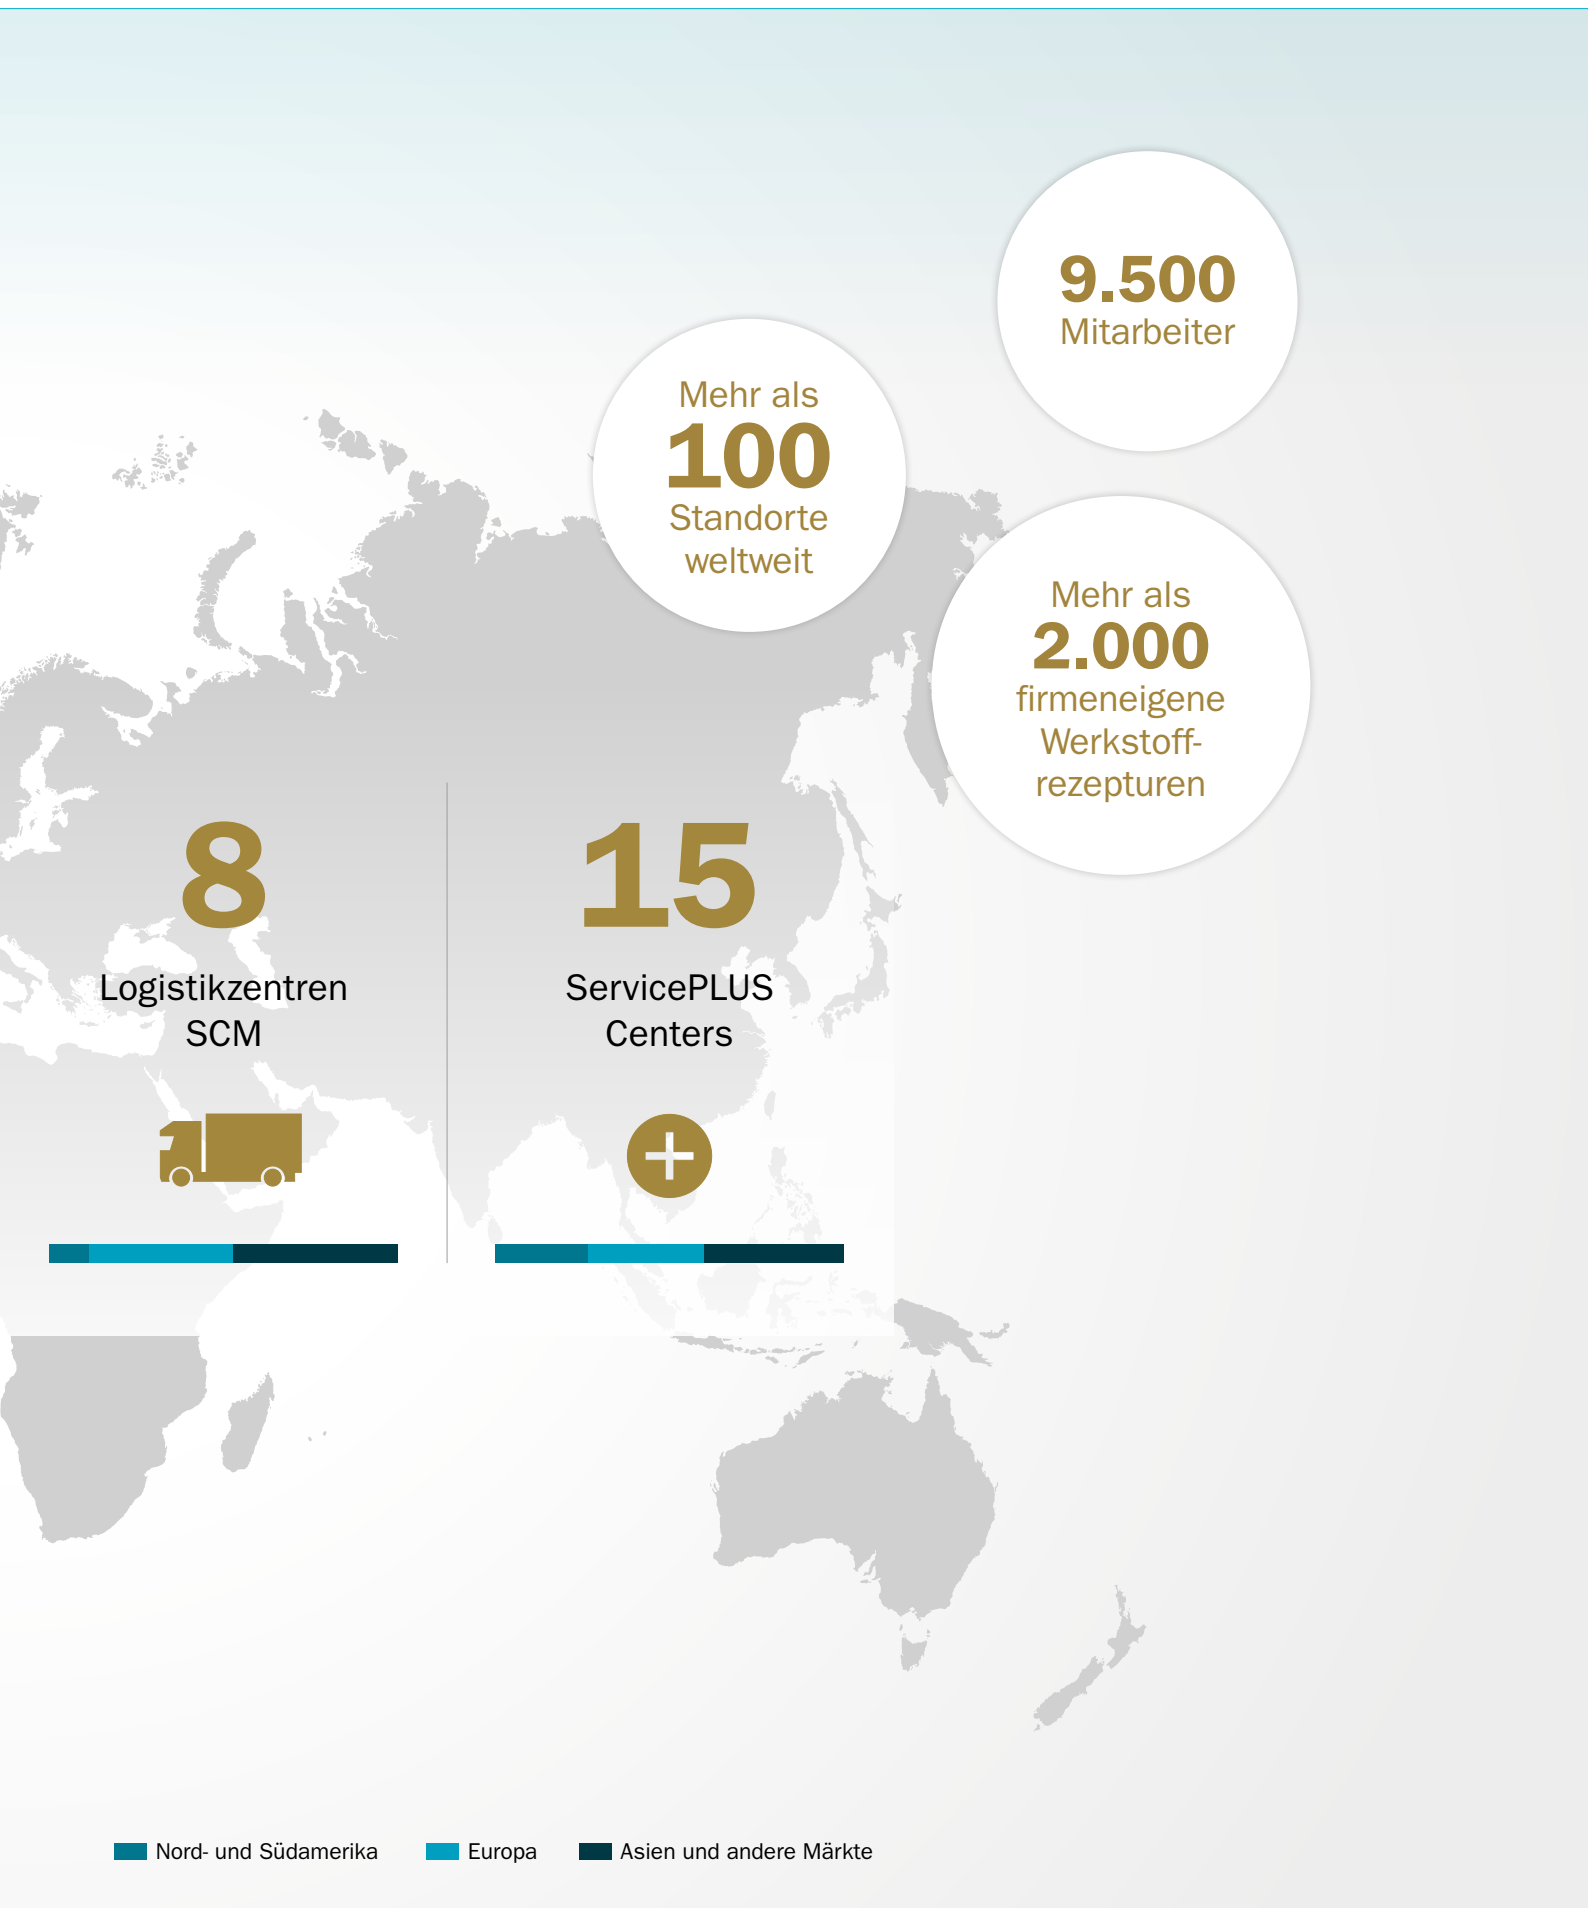 9.500
Mitarbeiter
Mehr als
100
Standorte
weltweit
Mehr als
2.000
firmeneigene
Werkstoff-
rezepturen
8
Logistikzentren
SCM
15
ServicePLUS
Centers
Nord- und Südamerika
Europa
Asien und andere Märkte